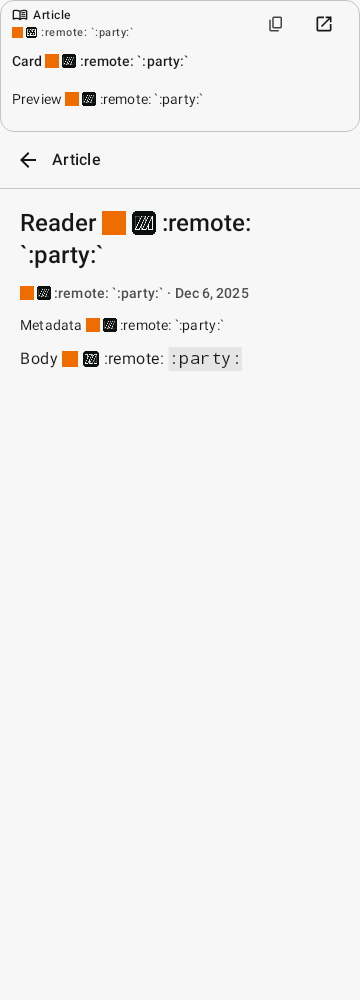 Article
:remote: `:party:`
Card :remote: `:party:`
Preview :remote: `:party:`
Article
Reader :remote:
`:party:`
:remote: `:party:` · Dec 6, 2025
Metadata :remote: `:party:`
Body :remote: :party: